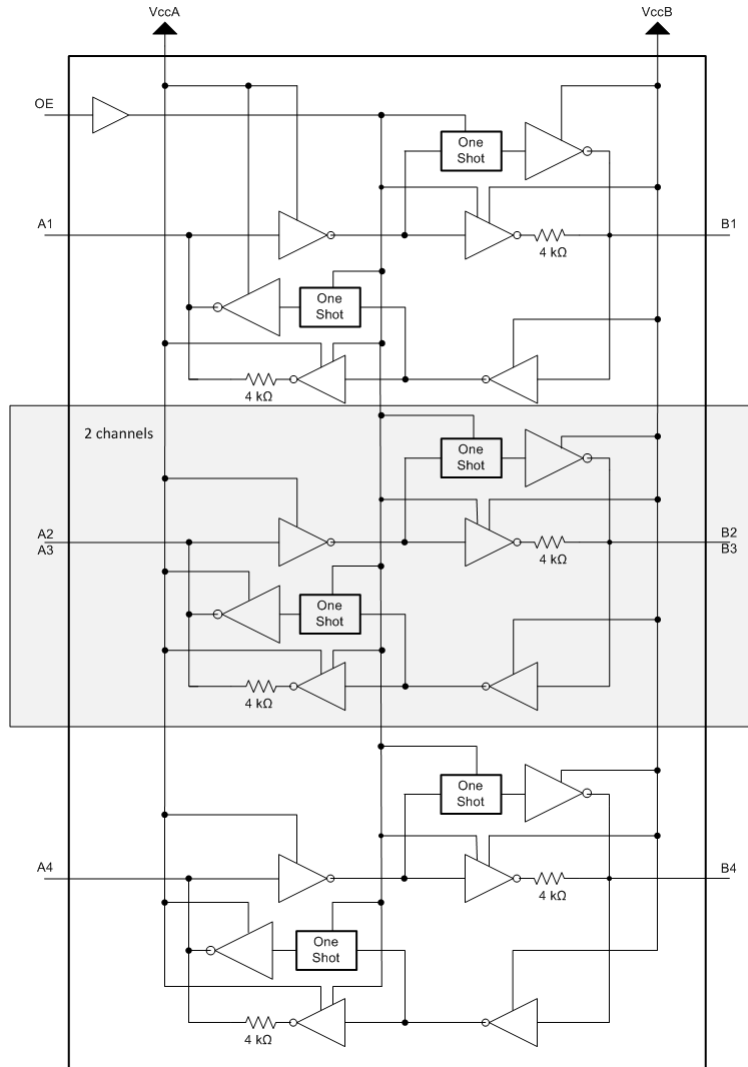 VccA
VccB
OE
One
Shot
A1
B1
4 kΩ
One
Shot
4 kΩ
2 channels
One
Shot
A2
A3
B2
B3
4 kΩ
One
Shot
4 kΩ
One
Shot
A4
B4
4 kΩ
One
Shot
4 kΩ